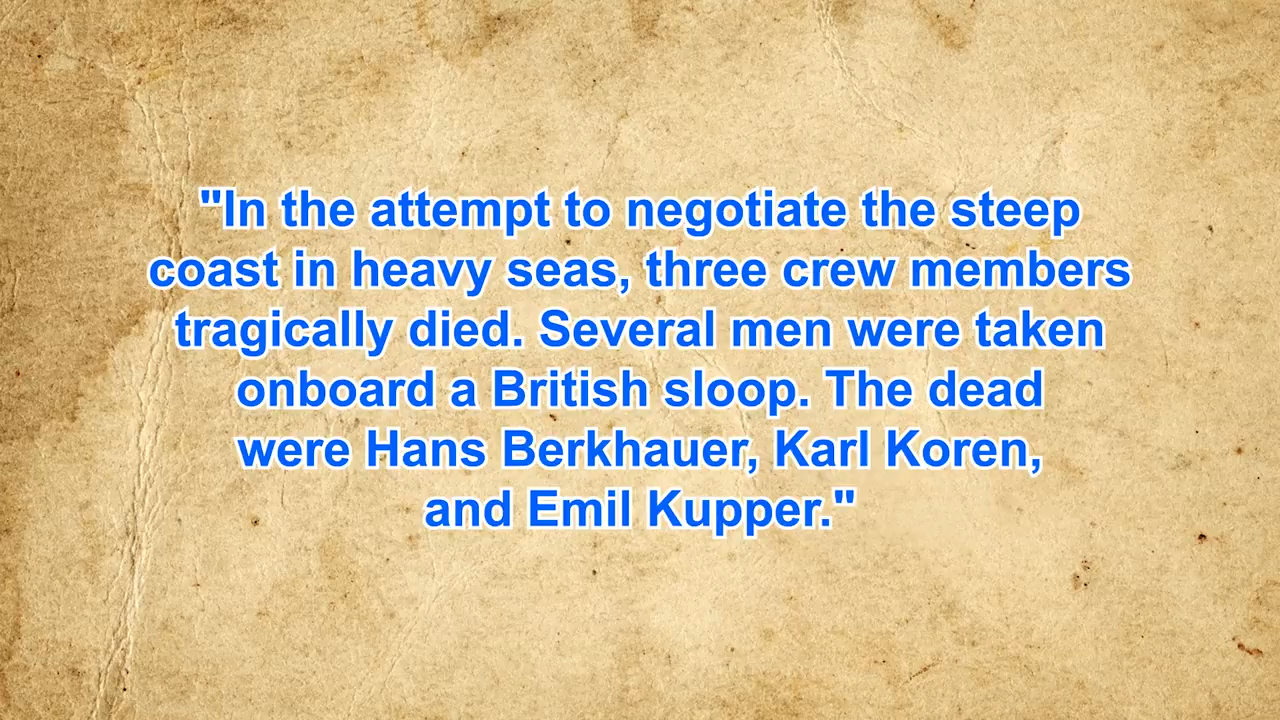 "In the attempt to negotiate the steep
coast in heavy seas, three crew members
tragically died. Several men were taken
onboard a British sloop. The dead
were Hans Berkhauer, Karl Koren,
and Emil Kupper."